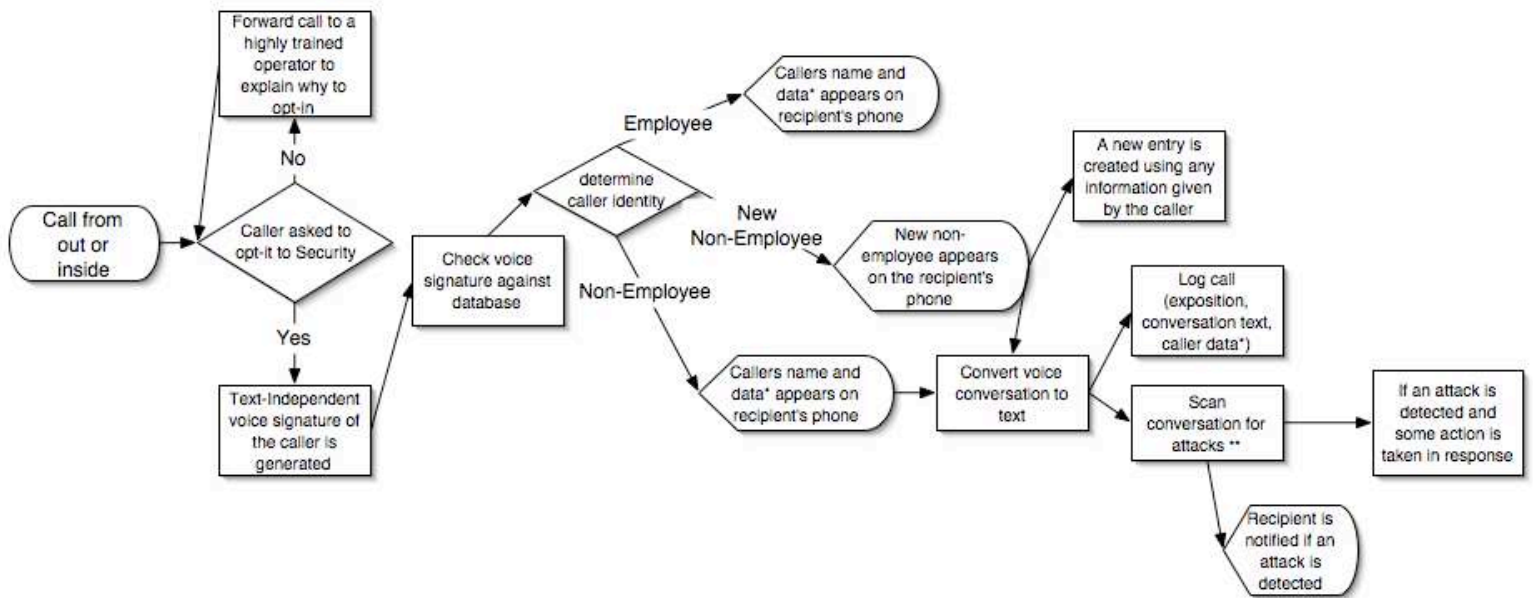 Forward call to a
highly trained
operator to
explain why to
opt-in
No
Call from
out or
inside
Caller asked to
opt-it to Security
Yes
Text-Independent
voice signature of
the caller is
generated
Check voice
signature against
database
determine
caller identity
Employee
Callers name and
data* appears on
recipient's phone
New
Non-Employee
New non-
employee appears
on the recipient's
phone
Non-Employee
Callers name and
data* appears on
recipient's phone
Convert voice
conversation to
text
A new entry is
created using any
information given
by the caller
Log call
(exposition,
conversation text,
caller data*)
Scan
conversation for
attacks **
If an attack is
detected and
some action is
taken in response
Recipient is
notified if an
attack is
detected